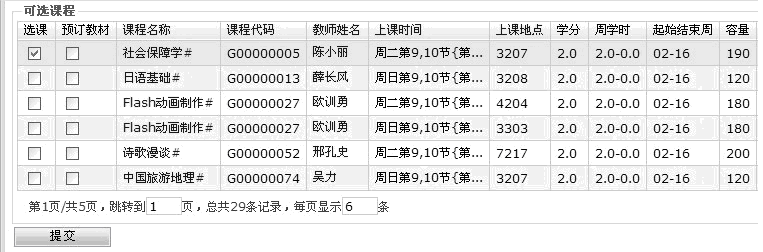 可选课程
选课 预订教材 课程名称 课程代码 教师姓名 上课时间 上课地点 学分 周学时 起始结束周 容量
社会保障学# G00000005 陈小丽 周二第9,10节{第... 3207 2.0 2.0-0.0 02-16 190
日语基础# G00000013 薛长风 周日第9,10节{第... 3208 2.0 2.0-0.0 02-16 120
Flash动画制作# G00000027 欧训勇 周二第9,10节{第... 4204 2.0 2.0-0.0 02-16 180
Flash动画制作# G00000027 欧训勇 周日第9,10节{第... 3303 2.0 2.0-0.0 02-16 180
诗歌漫谈# G00000052 邢孔史 周二第9,10节{第... 7217 2.0 2.0-0.0 02-16 200
中国旅游地理# G00000074 吴力 周日第9,10节{第... 3207 2.0 2.0-0.0 02-16 120
第1页/共5页，跳转到 1 页，总共29条记录，每页显示 6 条
提交